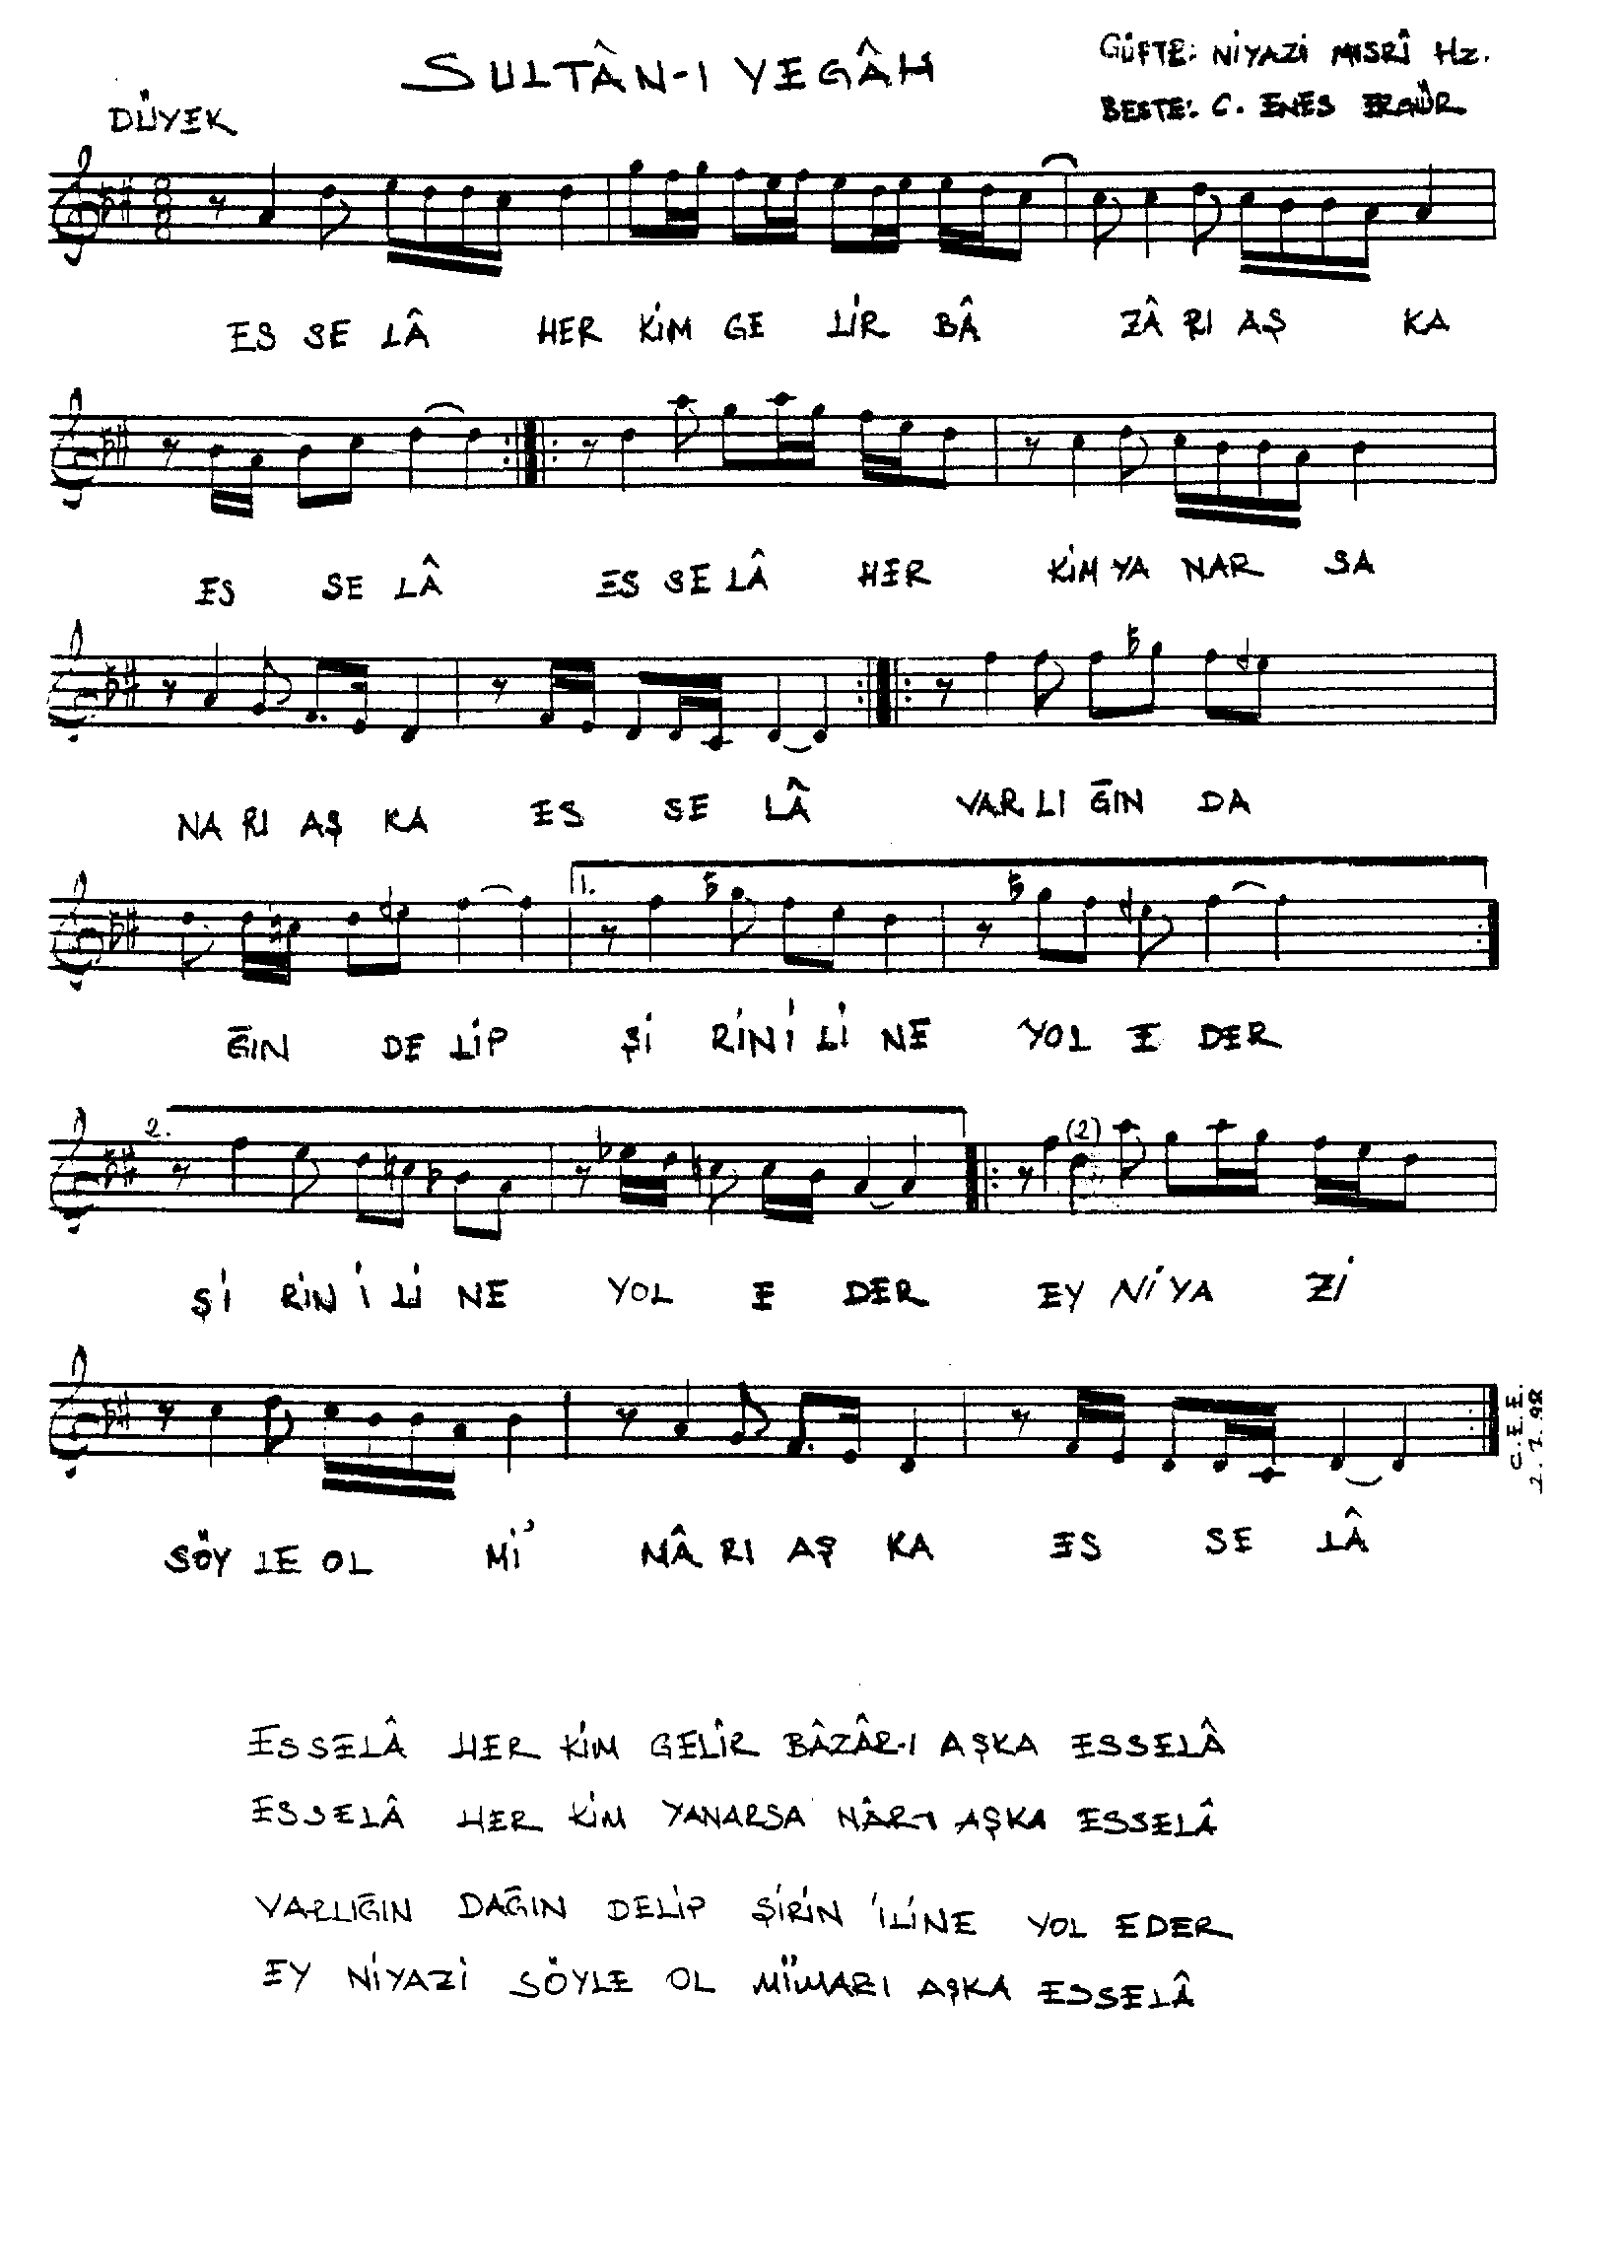 SULTÂN-I YEGÂH
GÜFTE: NİYAZİ MISRÎ Hz.
BESTE: C. ENES ERGÜR
DÜYEK
8
8
ES SE LÂ HER KİM GE LİR BÂ ZÂ RI AŞ KA
ES SE LÂ ES SE LÂ HER KİM YA NAR SA
NA RI AŞ KA ES SE LÂ VAR LI ĞIN DA
1.
ĞIN DE LİP Şİ RİN İ Lİ NE YOL E DER
2.
(2)
Şİ RİN İ Lİ NE YOL E DER EY Nİ YA Zİ
C.E.E.
SÖY LE OL Mİ' MÂ RI AŞ KA ES SE LÂ
ESSELÂ HER KİM GELİR BÂZÂR-I AŞKA ESSELÂ
ESSELÂ HER KİM YANARSA NÂR-I AŞKA ESSELÂ
VARLIĞIN DAĞIN DELİP ŞİRİN İLİNE YOL EDER
EY NİYAZİ SÖYLE OL MİMARI AŞKA ESSELÂ